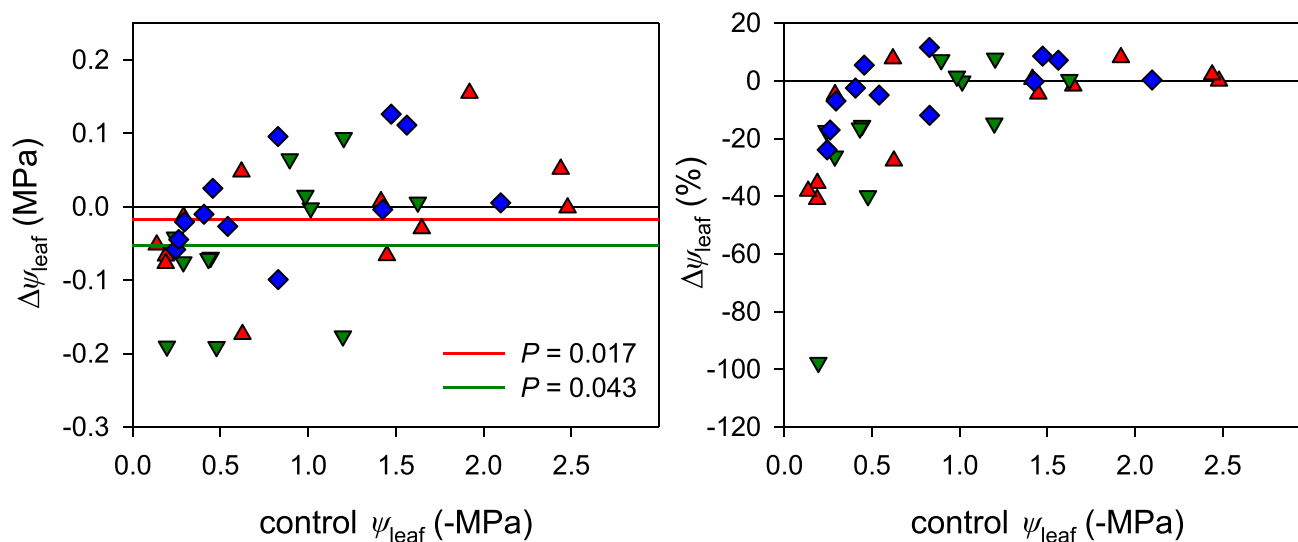 0.2
0.1
0.0
-0.1
-0.2
-0.3
Δψleaf (MPa)
P = 0.017
P = 0.043
0.0 0.5 1.0 1.5 2.0 2.5
control ψleaf (-MPa)
20
0
-20
-40
-60
-80
-100
-120
Δψleaf (%)
0.0 0.5 1.0 1.5 2.0 2.5
control ψleaf (-MPa)